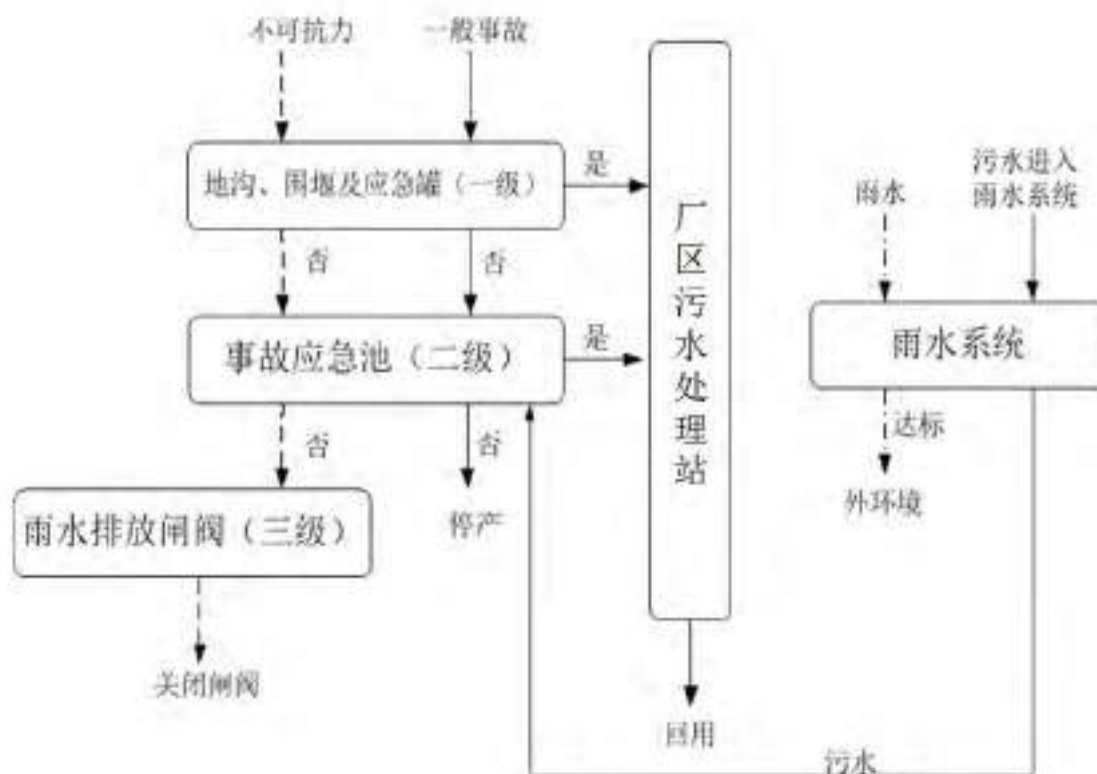 不可抗力
一般事故
地沟、围堰及应急罐（一级）
是
否
否
事故应急池（二级）
是
否
否
雨水排放闸阀（三级）
停产
关闭闸阀
厂区污水处理站
回用
雨水
污水进入
雨水系统
雨水系统
达标
外环境
污水